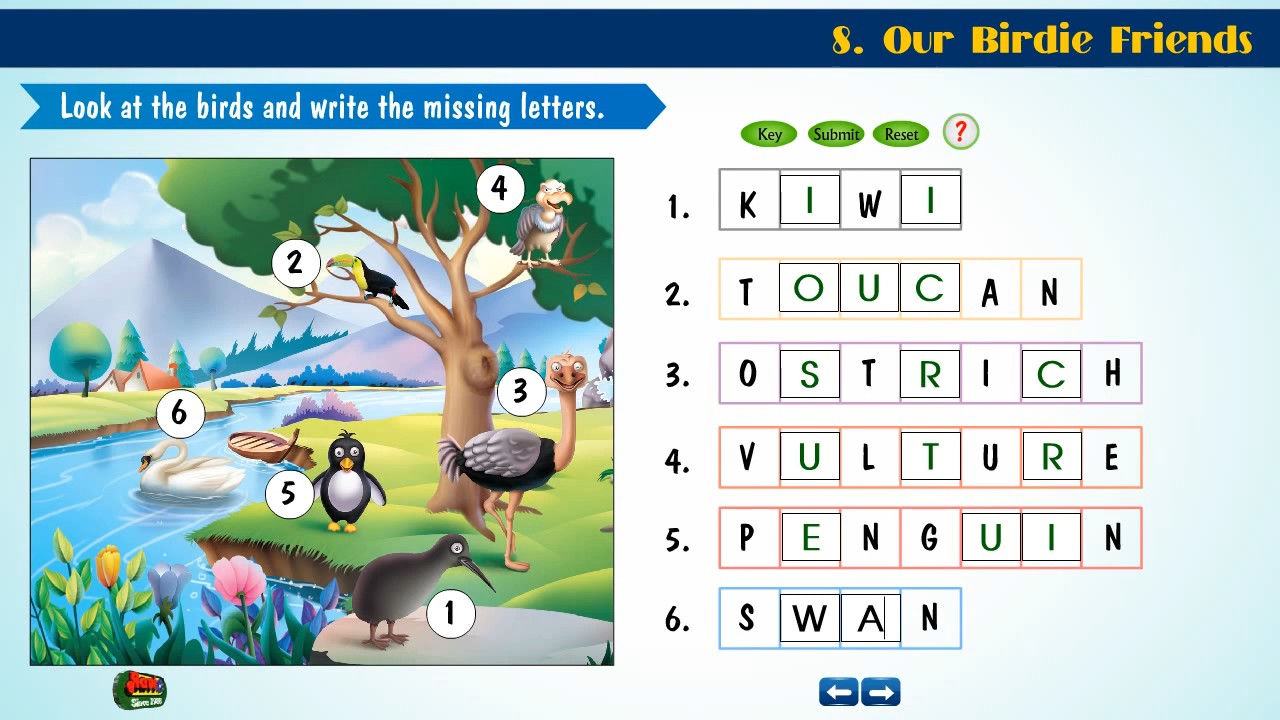 8. Our Birdie Friends
Look at the birds and write the missing letters.
Key Submit Reset ?
4
2
3
6
5
1
1. K I W I
2. T O U C A N
3. O S T R I C H
4. V U L T U R E
5. P E N G U I N
6. S W A N